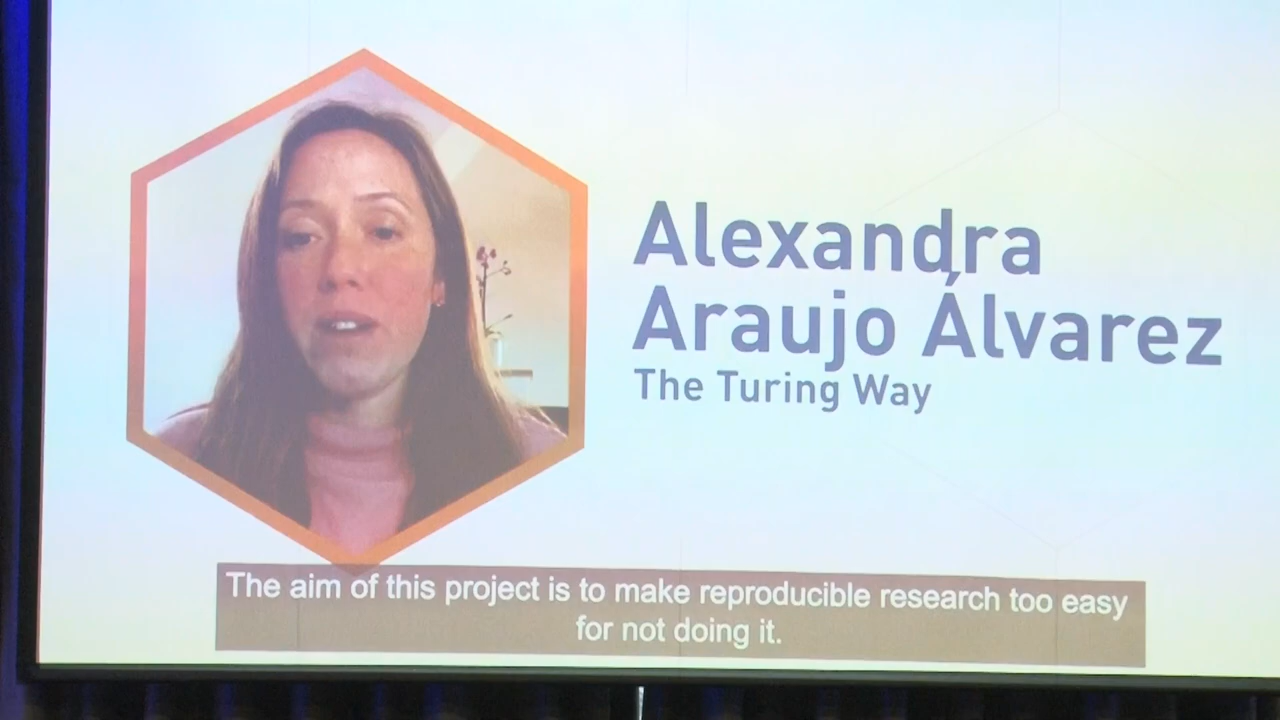 Alexandra
Araujo Álvarez
The Turing Way
The aim of this project is to make reproducible research too easy
for not doing it.